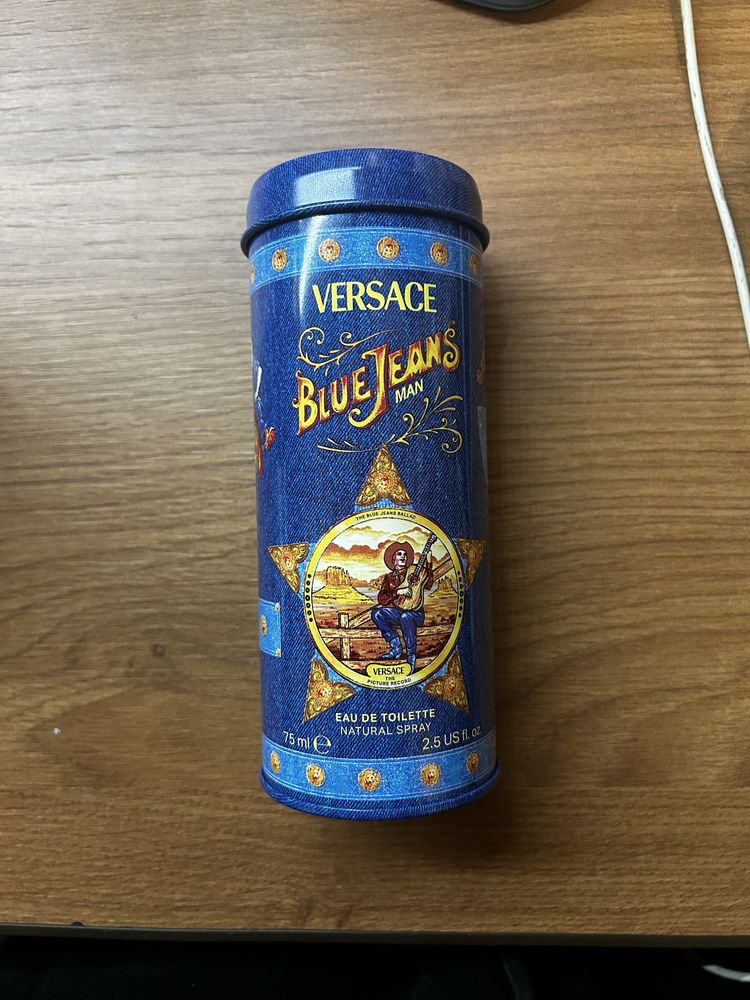 VERSACE
BLUE JEANS
MAN
THE BLUE JEANS BALLAD
VERSACE
THE
PICTURE RECORD
EAU DE TOILETTE
NATURAL SPRAY
75 ml ℮ 2.5 US fl. oz.